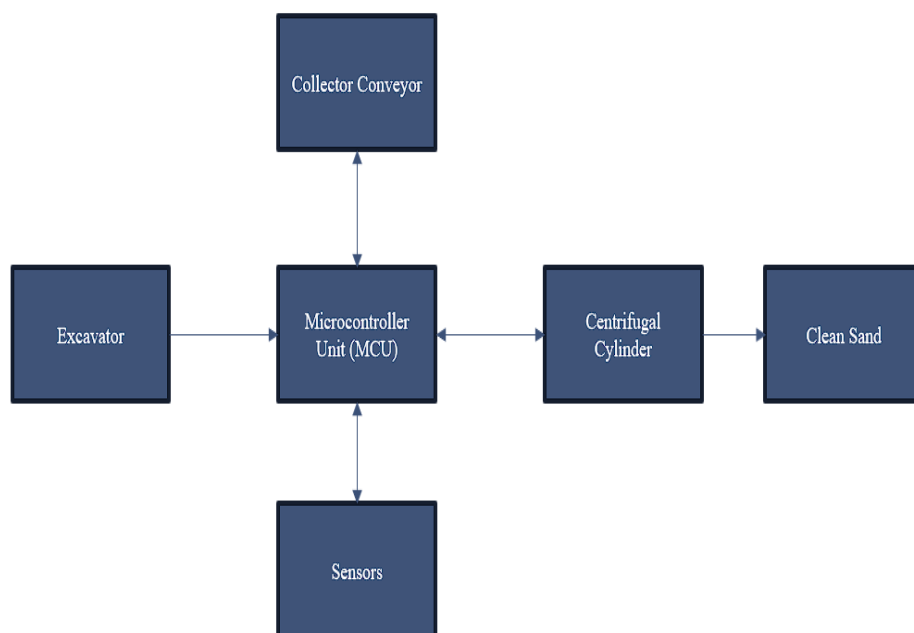 Collector Conveyor
Excavator
Microcontroller
Unit (MCU)
Centrifugal
Cylinder
Clean Sand
Sensors